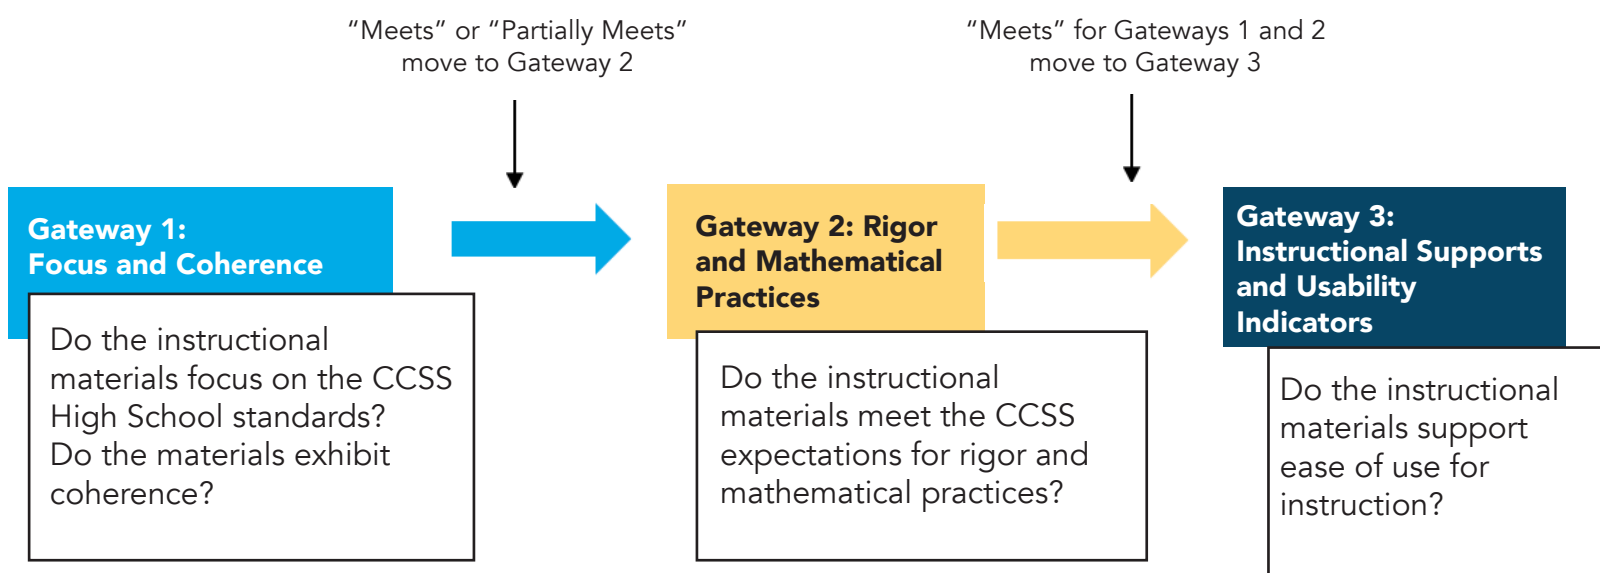 “Meets” or “Partially Meets”
move to Gateway 2
“Meets” for Gateways 1 and 2
move to Gateway 3
Gateway 1:
Focus and Coherence
Do the instructional
materials focus on the CCSS
High School standards?
Do the materials exhibit
coherence?
Gateway 2: Rigor
and Mathematical
Practices
Do the instructional
materials meet the CCSS
expectations for rigor and
mathematical practices?
Gateway 3:
Instructional Supports
and Usability
Indicators
Do the instructional
materials support
ease of use for
instruction?